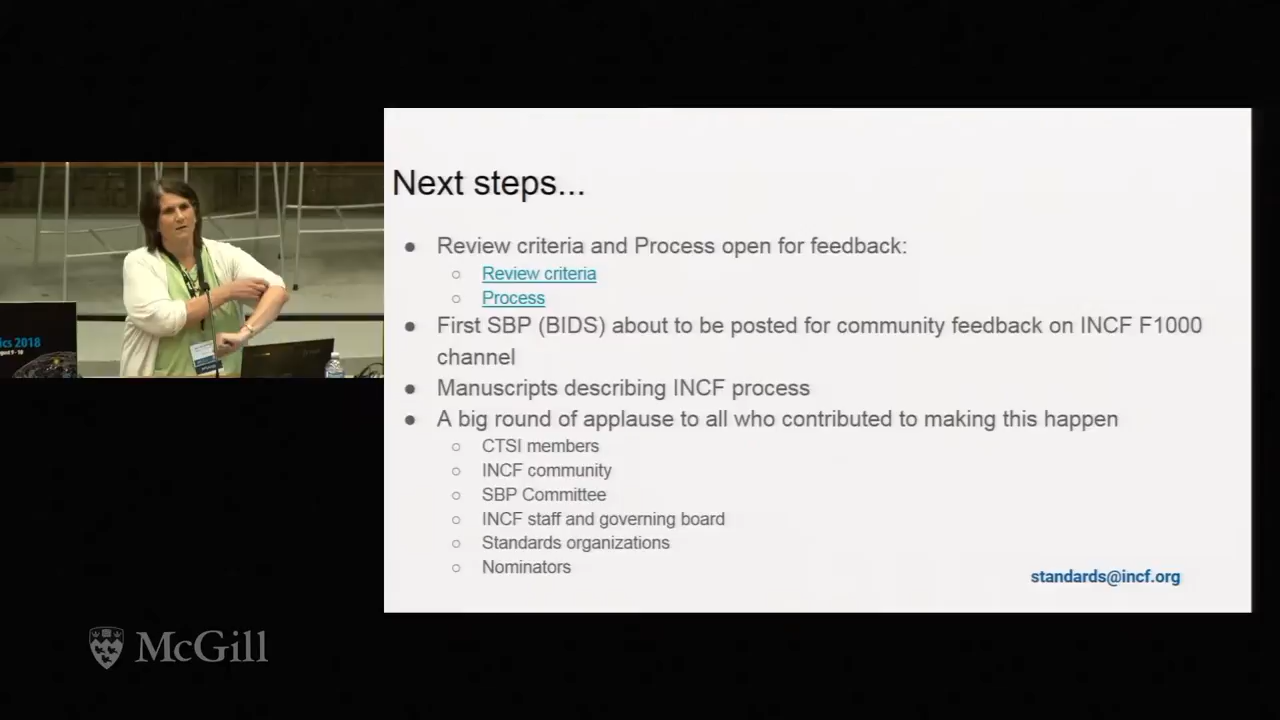 Next steps...
● Review criteria and Process open for feedback:
○ Review criteria
○ Process
● First SBP (BIDS) about to be posted for community feedback on INCF F1000
channel
● Manuscripts describing INCF process
● A big round of applause to all who contributed to making this happen
○ CTSI members
○ INCF community
○ SBP Committee
○ INCF staff and governing board
○ Standards organizations
○ Nominators
standards@incf.org
ics 2018
McGill